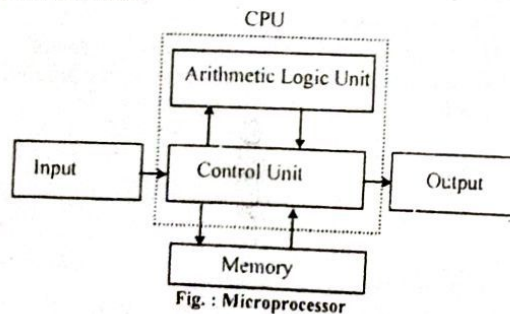 CPU
Arithmetic Logic Unit
Input
Control Unit
Output
Memory
Fig. : Microprocessor